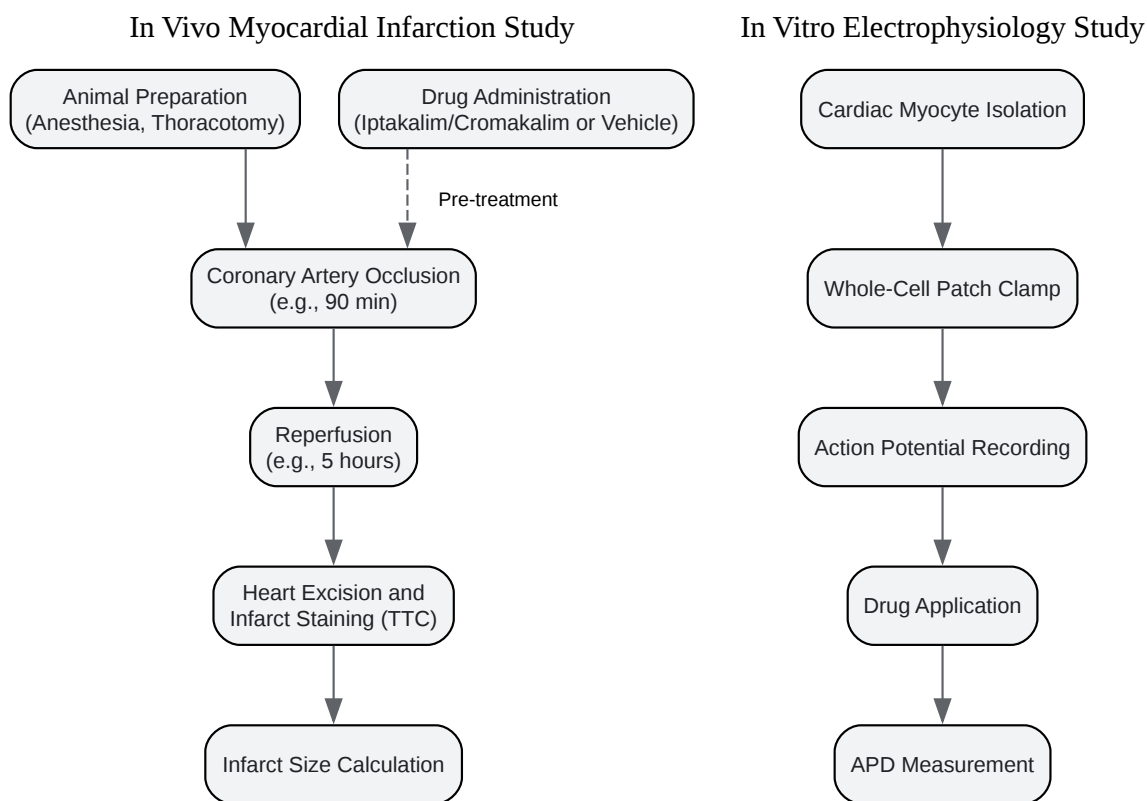 In Vivo Myocardial Infarction Study
Animal Preparation
(Anesthesia, Thoracotomy)
Drug Administration
(Iptakalim/Cromakalim or Vehicle)
Pre-treatment
Coronary Artery Occlusion
(e.g., 90 min)
Reperfusion
(e.g., 5 hours)
Heart Excision and
Infarct Staining (TTC)
Infarct Size Calculation
In Vitro Electrophysiology Study
Cardiac Myocyte Isolation
Whole-Cell Patch Clamp
Action Potential Recording
Drug Application
APD Measurement